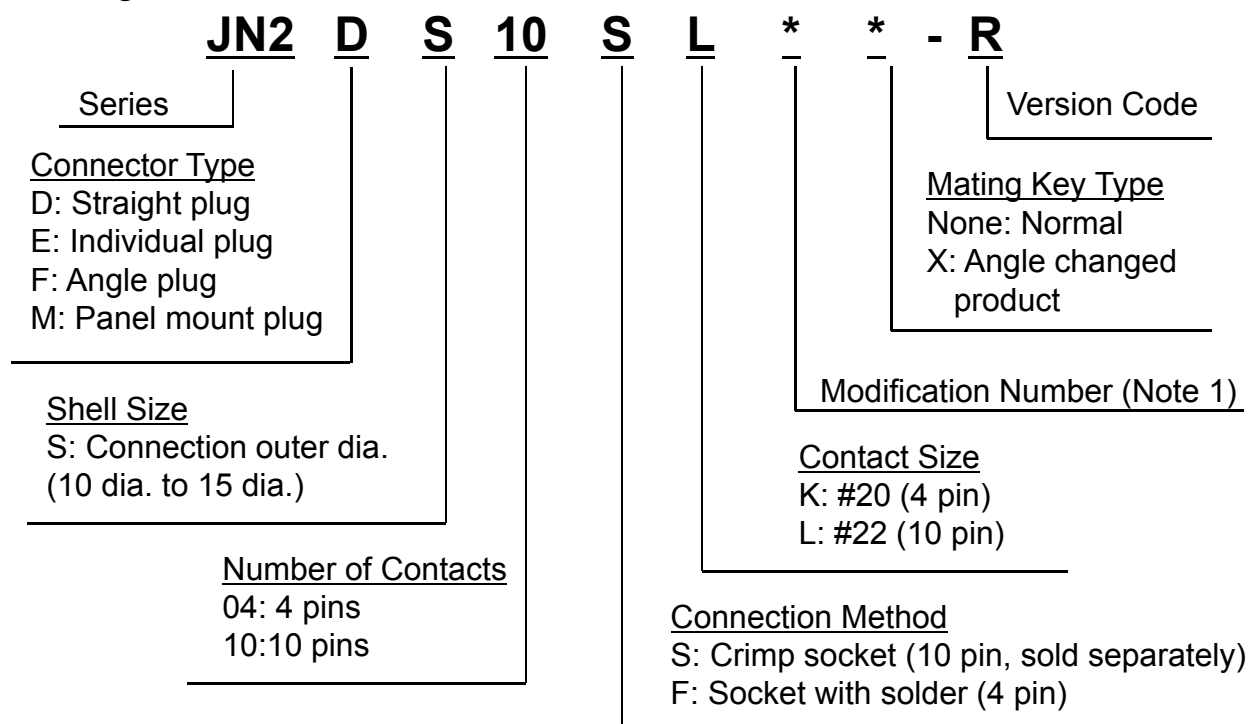 JN2 D S 10 S L * * - R
Series
Version Code
Connector Type
D: Straight plug
E: Individual plug
F: Angle plug
M: Panel mount plug
Mating Key Type
None: Normal
X: Angle changed
product
Modification Number (Note 1)
Shell Size
S: Connection outer dia.
(10 dia. to 15 dia.)
Contact Size
K: #20 (4 pin)
L: #22 (10 pin)
Number of Contacts
04: 4 pins
10:10 pins
Connection Method
S: Crimp socket (10 pin, sold separately)
F: Socket with solder (4 pin)